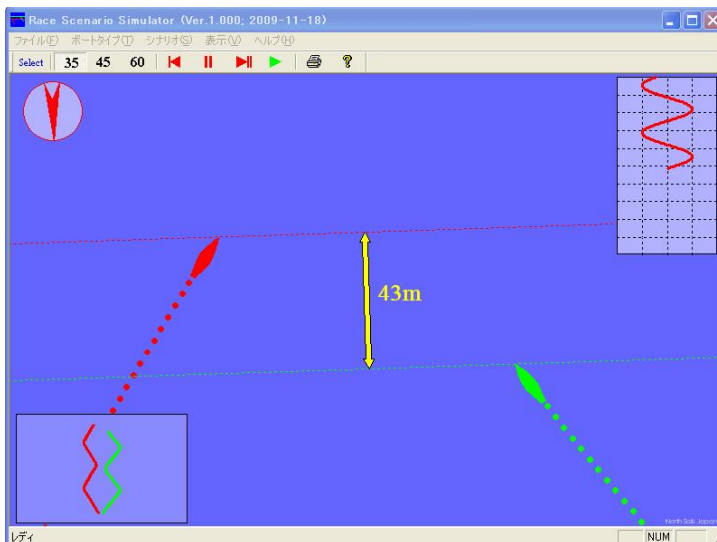 Race Scenario Simulator (Ver.1.000; 2009-11-18)
ファイル(F) ボートタイプ(T) シナリオ(S) 表示(V) ヘルプ(H)
Select 35 45 60
43m
North Sails Japan
レディ NUM